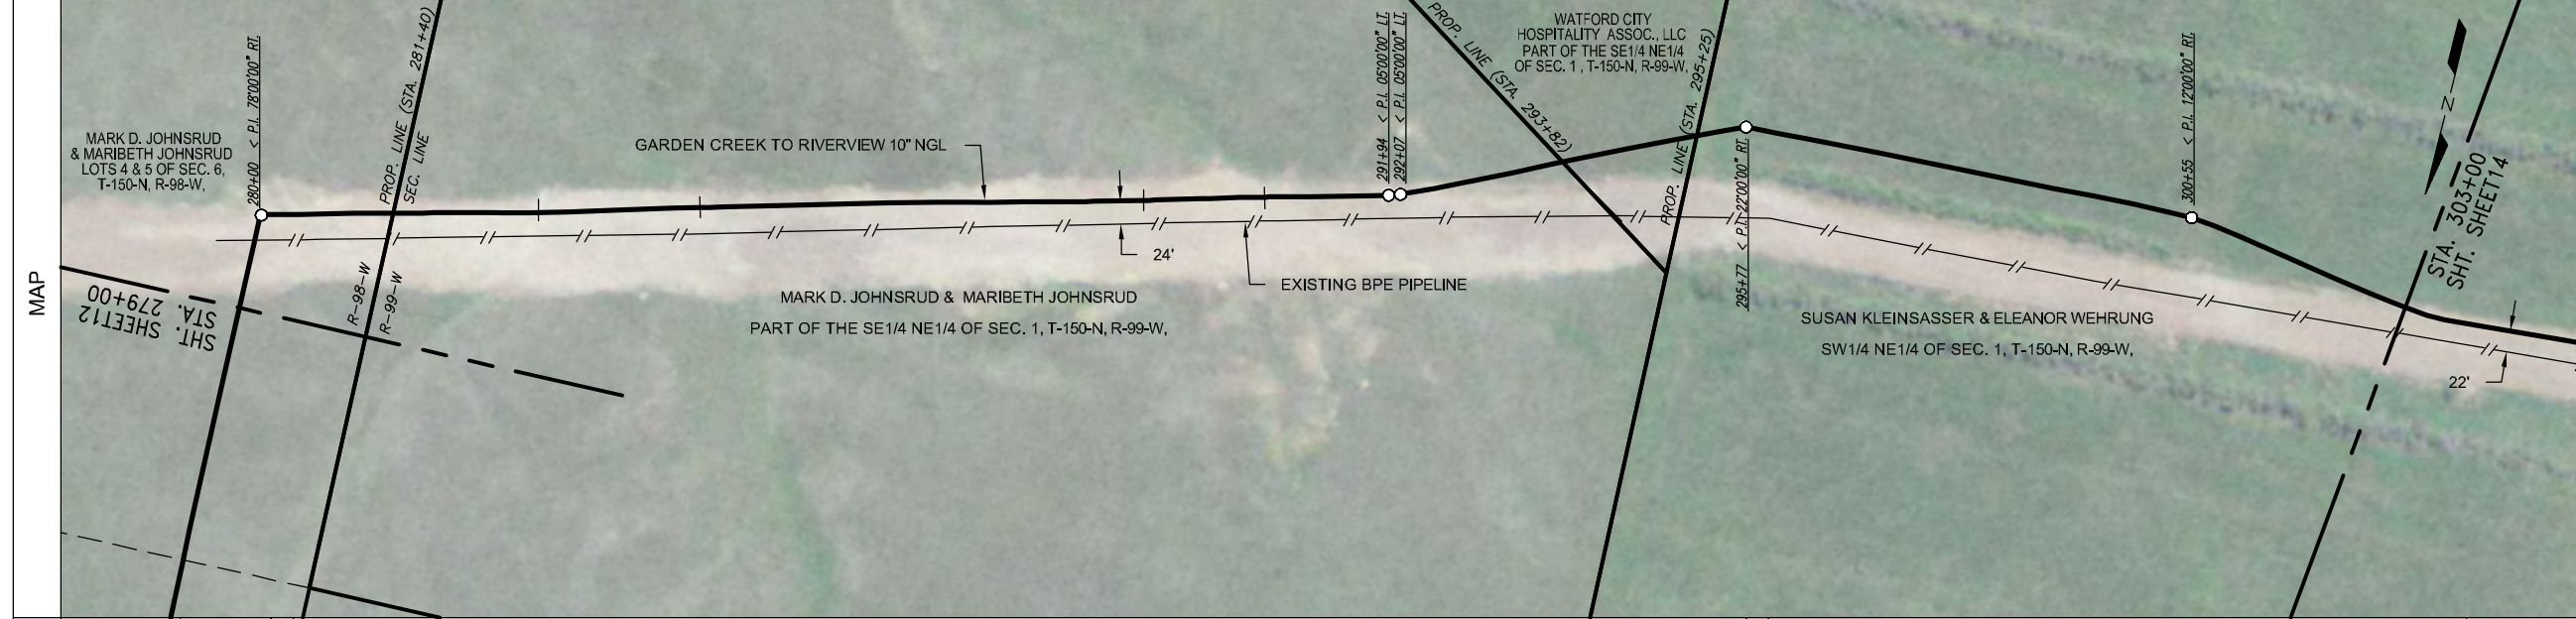 MAP
MARK D. JOHNSRUD
& MARIBETH JOHNSRUD
LOTS 4 & 5 OF SEC. 6,
T-150-N, R-98-W,
280+00 < P.I. 78°00'00" RT.
PROP. LINE (STA. 281+40)
SEC. LINE
R-98-W
R-99-W
SHT. SHEET12
STA. 279+00
GARDEN CREEK TO RIVERVIEW 10" NGL
24'
EXISTING BPE PIPELINE
MARK D. JOHNSRUD & MARIBETH JOHNSRUD
PART OF THE SE1/4 NE1/4 OF SEC. 1, T-150-N, R-99-W,
291+94 < P.I. 05°00'00" LT.
292+07 < P.I. 05°00'00" LT.
PROP. LINE (STA. 293+82)
WATFORD CITY
HOSPITALITY ASSOC., LLC
PART OF THE SE1/4 NE1/4
OF SEC. 1 , T-150-N, R-99-W,
PROP. LINE (STA. 295+25)
295+77 < P.I. 22°00'00" RT.
SUSAN KLEINSASSER & ELEANOR WEHRUNG
SW1/4 NE1/4 OF SEC. 1, T-150-N, R-99-W,
300+55 < P.I. 12°00'00" RT.
N
STA. 303+00
SHT. SHEET14
22'